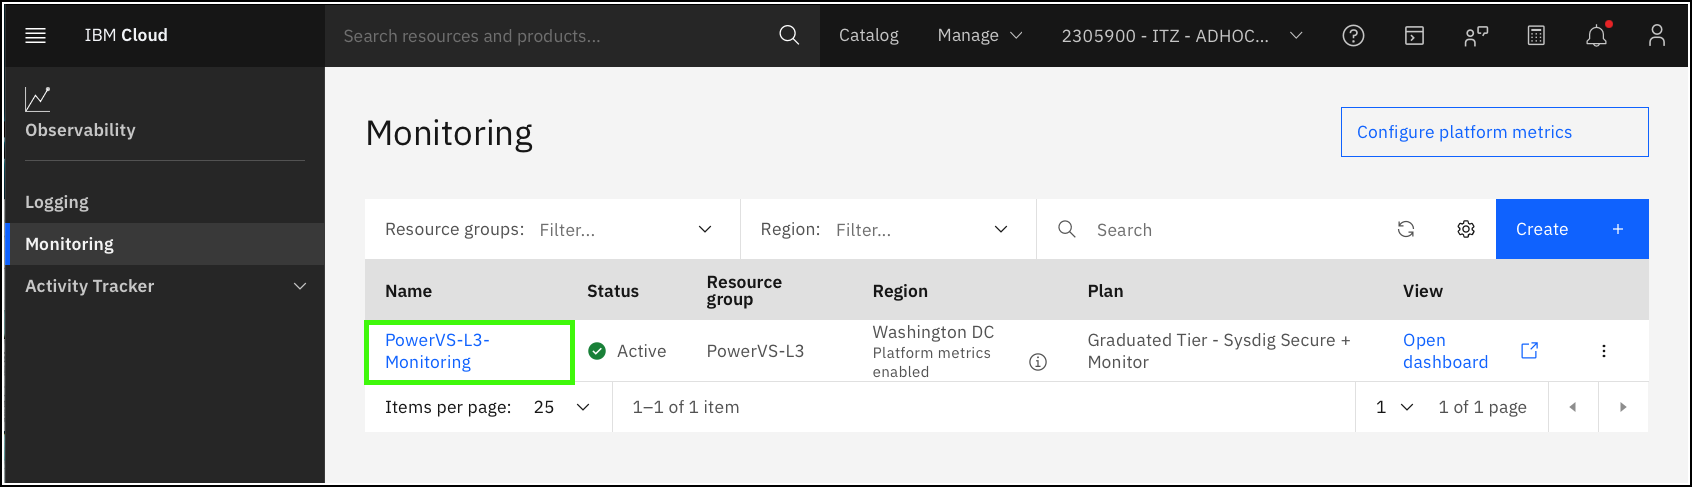 IBM Cloud
Search resources and products...
Catalog
Manage
2305900 - ITZ - ADHOC...
Observability
Logging
Monitoring
Activity Tracker
Monitoring
Configure platform metrics
Resource groups: Filter...
Region: Filter...
Search
Create +
Name
Status
Resource
group
Region
Plan
View
PowerVS-L3-
Monitoring
Active
PowerVS-L3
Washington DC
Platform metrics
enabled
Graduated Tier - Sysdig Secure +
Monitor
Open
dashboard
Items per page: 25
1–1 of 1 item
1
1 of 1 page